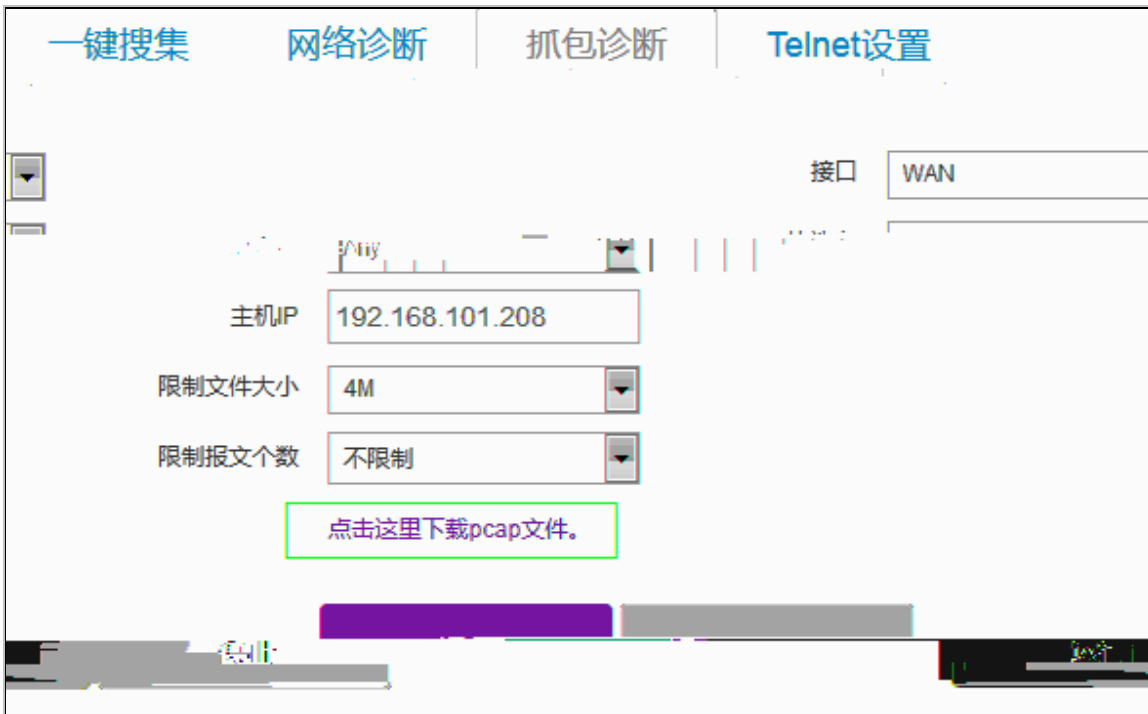 一键搜集 网络诊断 抓包诊断 Telnet设置
接口 WAN
Any
主机IP 192.168.101.208
限制文件大小 4M
限制报文个数 不限制
点击这里下载pcap文件。